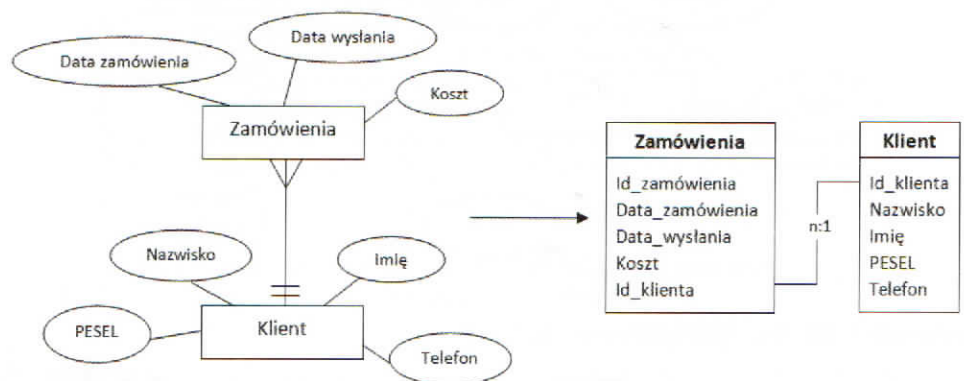 Data wysłania
Data zamówienia
Koszt
Zamówienia
Nazwisko
Imię
PESEL
Klient
Telefon
Zamówienia
Id_zamówienia
Data_zamówienia
Data_wysłania
Koszt
Id_klienta
n:1
Klient
Id_klienta
Nazwisko
Imię
PESEL
Telefon